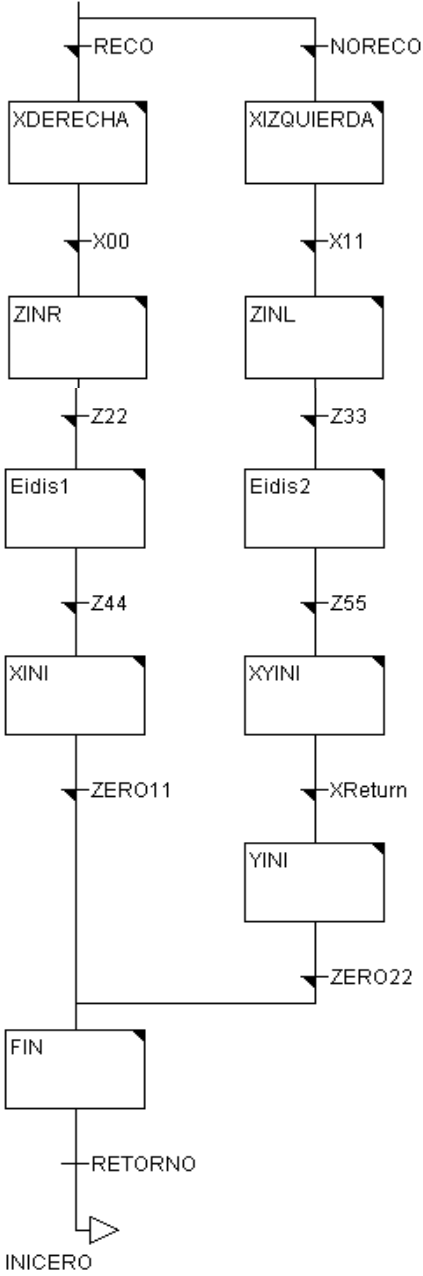 RECO
NORECO
XDERECHA
XIZQUIERDA
X00
X11
ZINR
ZINL
Z22
Z33
Eidis1
Eidis2
Z44
Z55
XINI
XYINI
ZERO11
XReturn
YINI
ZERO22
FIN
RETORNO
INICERO